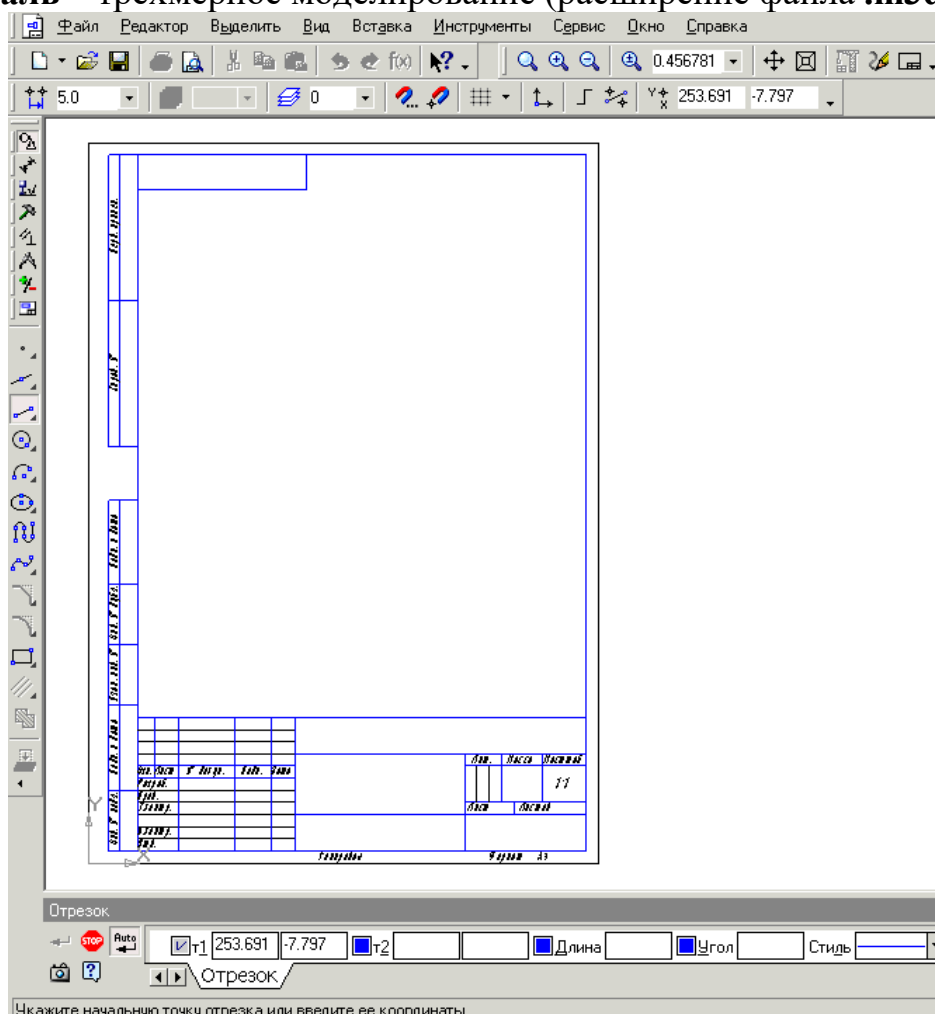 аль – Трехмерное моделирование (расширение файла .m3d
Файл Редактор Выделить Вид Вставка Инструменты Сервис Окно Справка
f(x) ? 0.456781
5.0 0 Y X 253.691 -7.797
Лит. Масса Масштаб
Изм. Лист № докум. Подп. Дата
Разраб. 1:1
Пров.
Т.контр. Лист Листов
Н.контр.
Утв.
Y
X
Копировал Формат A3
Отрезок
STOP Auto т1 253.691 -7.797 т2 Длина Угол Стиль
Отрезок
Укажите начальную точку отрезка или введите ее координаты